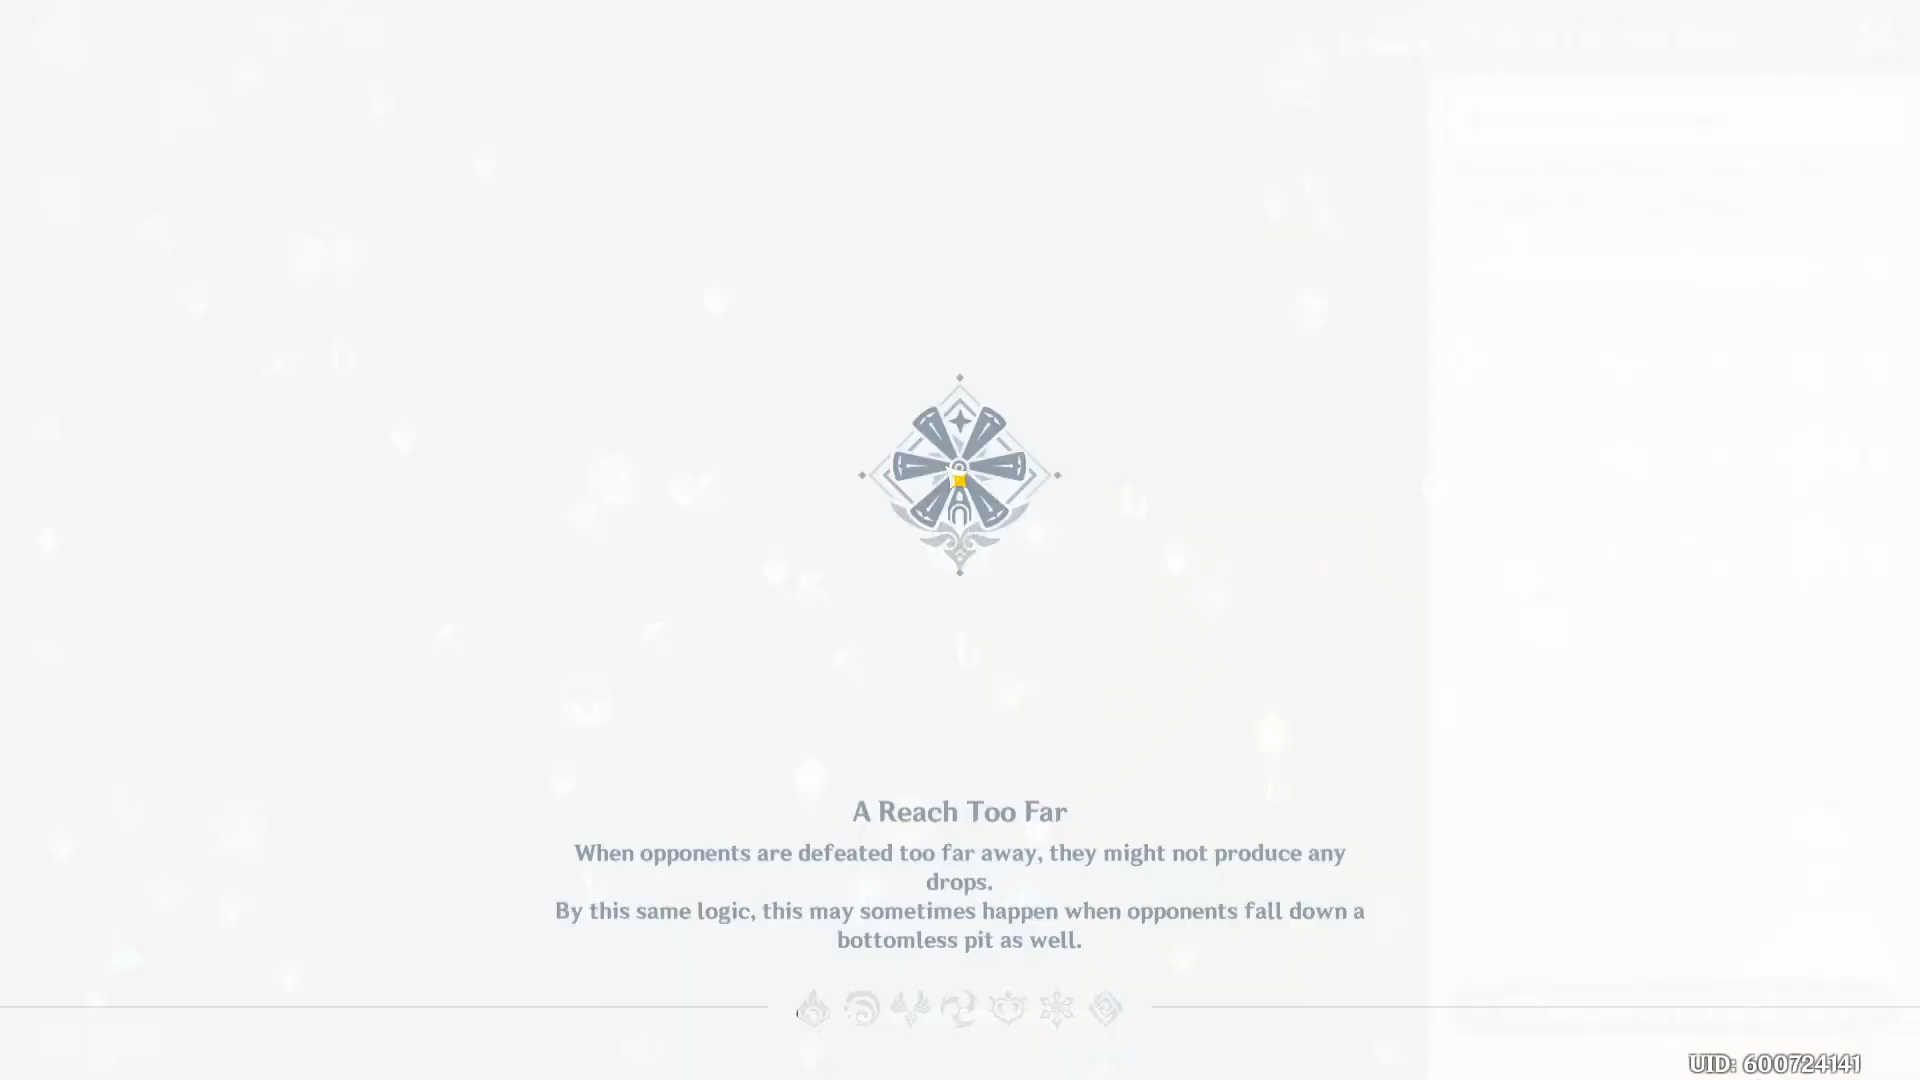 A Reach Too Far
When opponents are defeated too far away, they might not produce any
drops.
By this same logic, this may sometimes happen when opponents fall down a
bottomless pit as well.
UID: 600724141